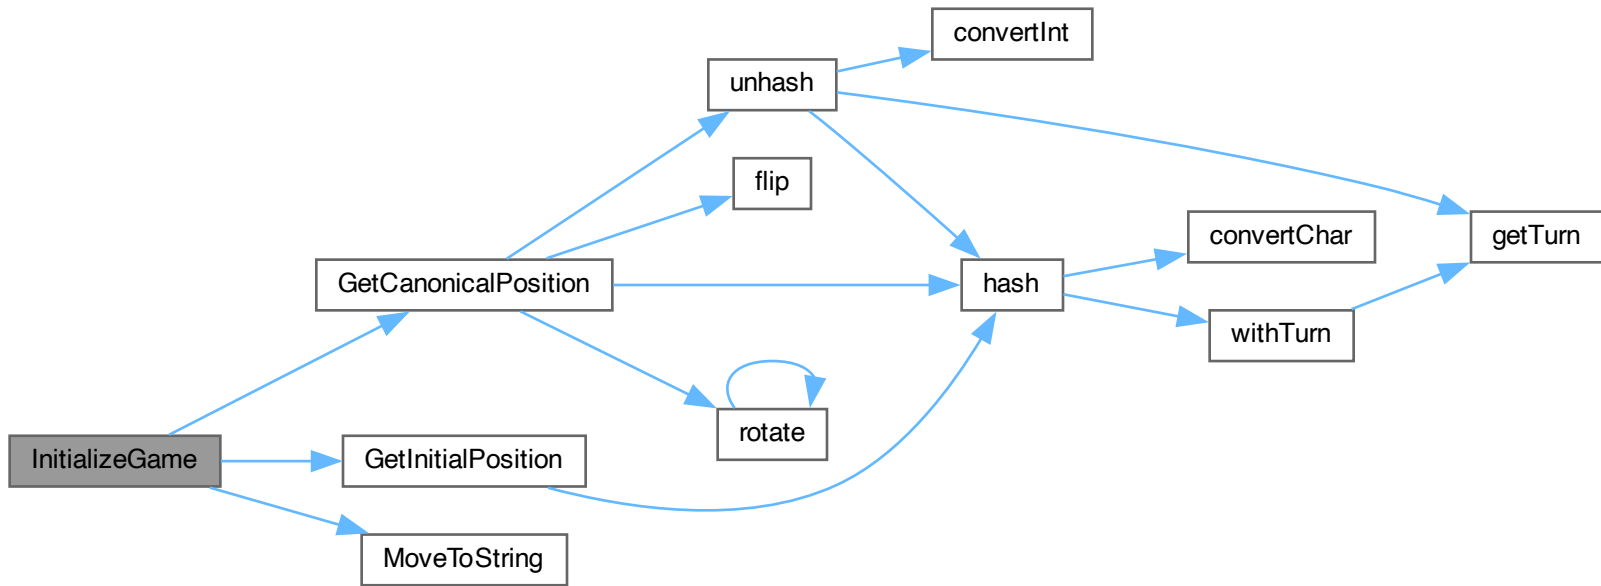 convertInt
unhash
flip
convertChar
getTurn
GetCanonicalPosition
hash
withTurn
rotate
InitializeGame
GetInitialPosition
MoveToString